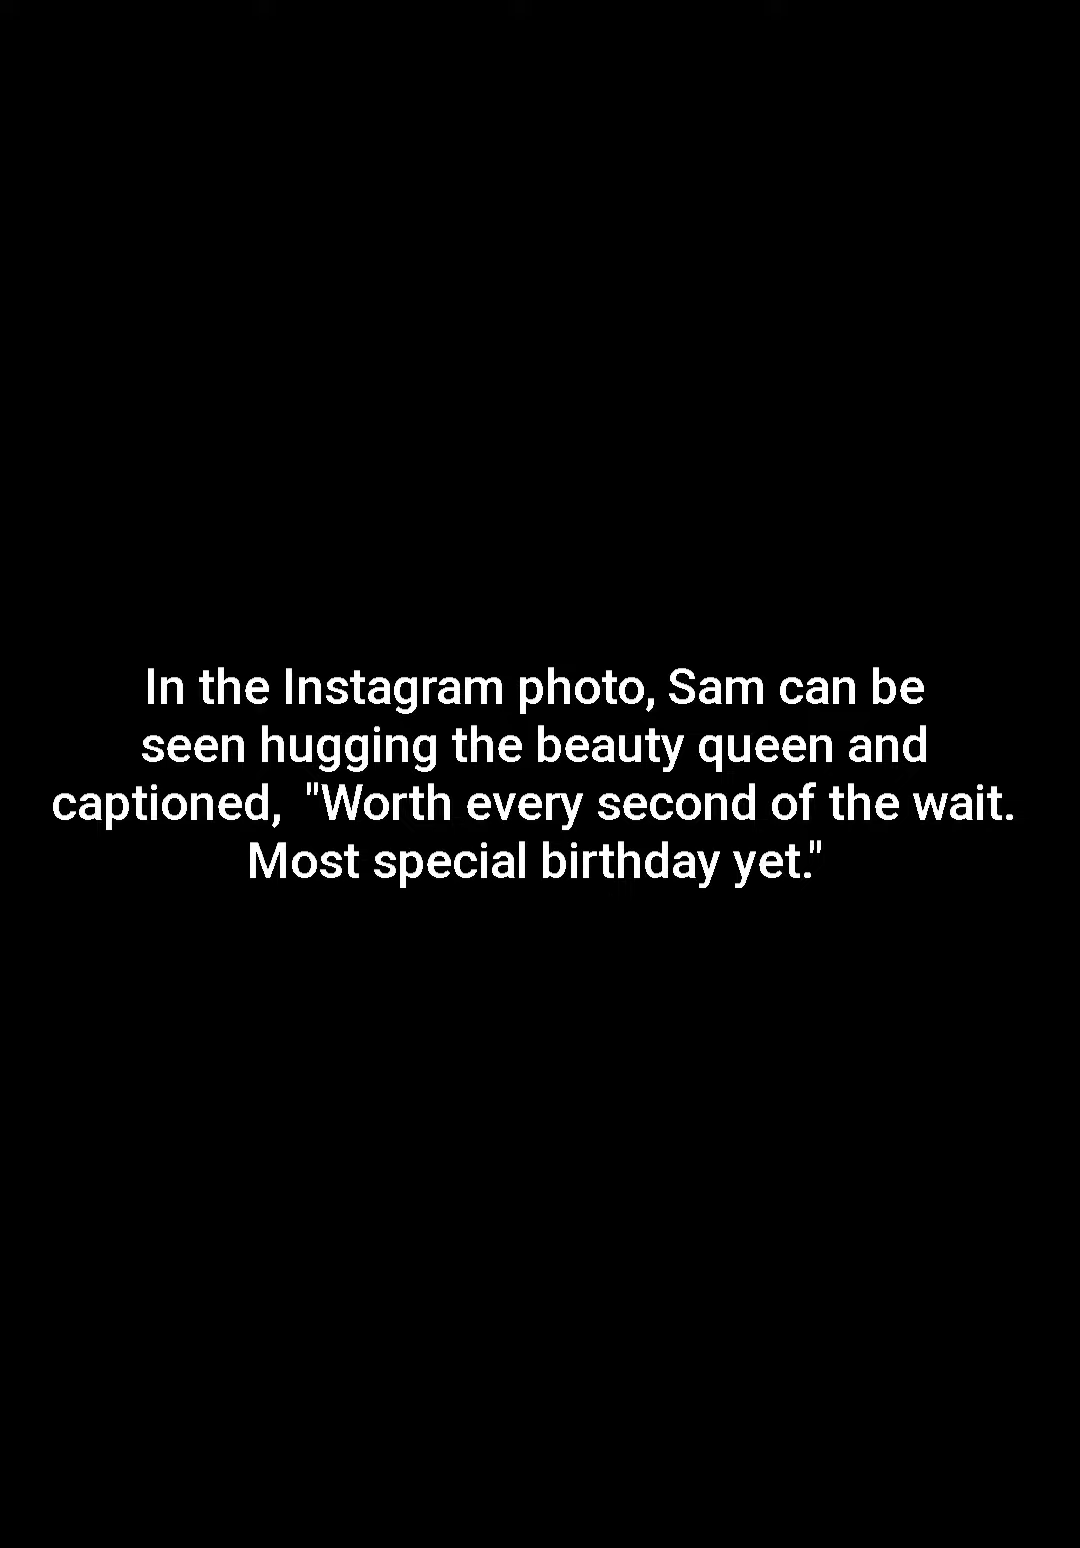 In the Instagram photo, Sam can be
seen hugging the beauty queen and
captioned,  "Worth every second of the wait.
Most special birthday yet."